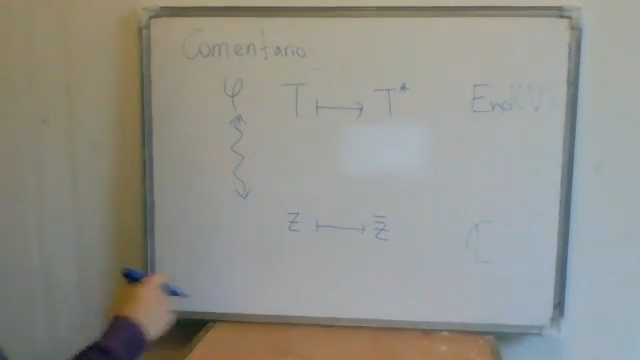 Comentario
φ T ↦ T* End(V)
z ↦ z̄ ℂ